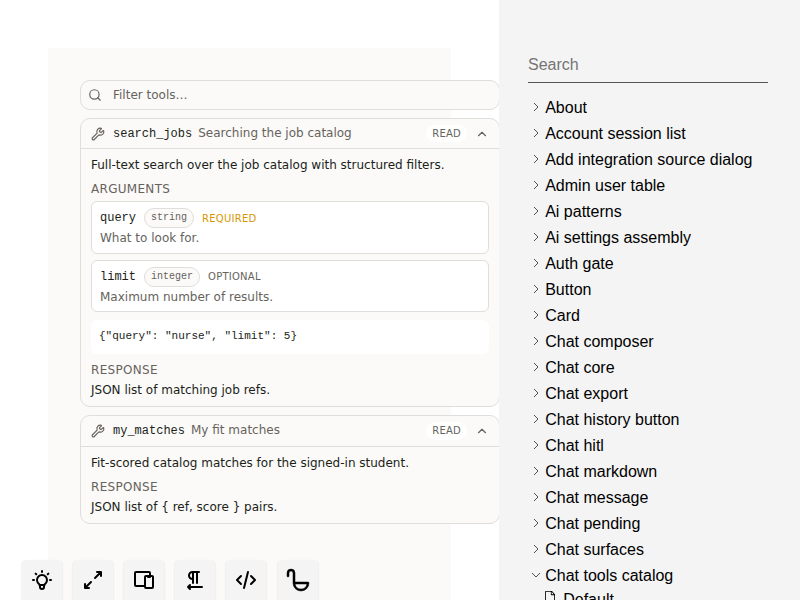 Filter tools...
search_jobs Searching the job catalog READ
Full-text search over the job catalog with structured filters.
ARGUMENTS
query string REQUIRED
What to look for.
limit integer OPTIONAL
Maximum number of results.
{"query": "nurse", "limit": 5}
RESPONSE
JSON list of matching job refs.
my_matches My fit matches READ
Fit-scored catalog matches for the signed-in student.
RESPONSE
JSON list of { ref, score } pairs.
Search
About
Account session list
Add integration source dialog
Admin user table
Ai patterns
Ai settings assembly
Auth gate
Button
Card
Chat composer
Chat core
Chat export
Chat history button
Chat hitl
Chat markdown
Chat message
Chat pending
Chat surfaces
Chat tools catalog
Default